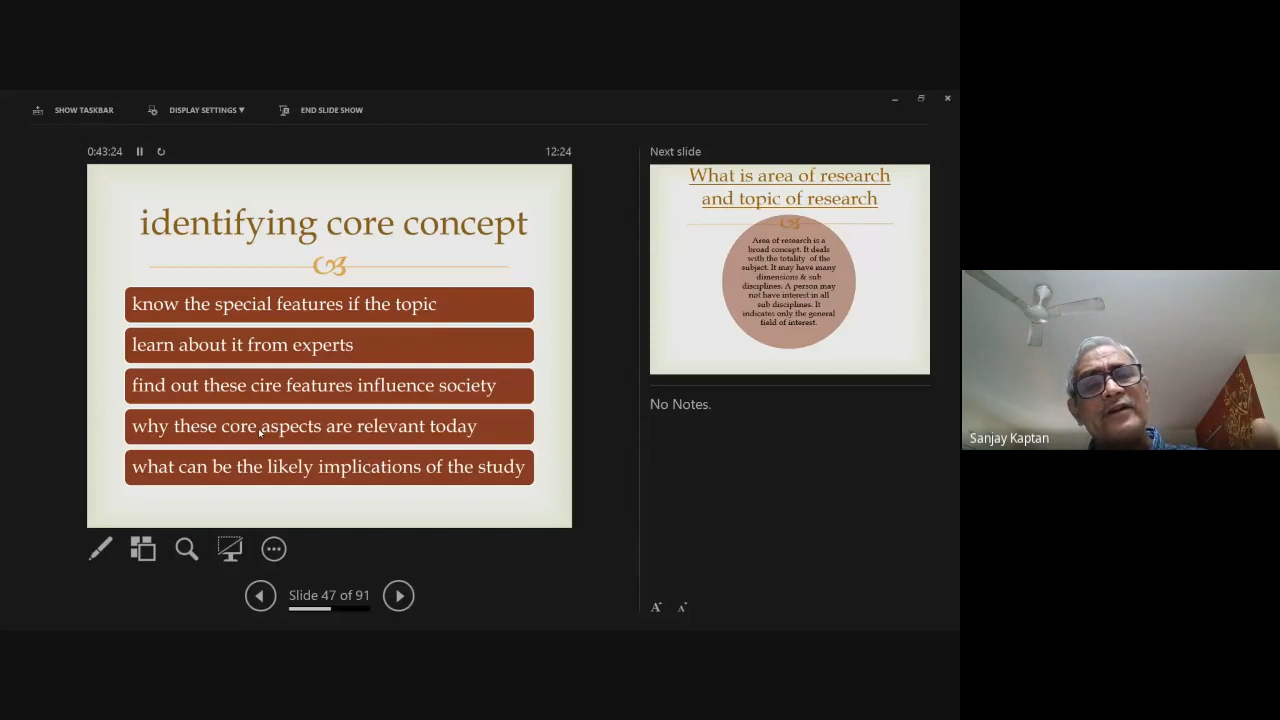 SHOW TASKBAR
DISPLAY SETTINGS ▼
END SLIDE SHOW
0:43:24
12:24
identifying core concept
know the special features if the topic
learn about it from experts
find out these cire features influence society
why these core aspects are relevant today
what can be the likely implications of the study
Slide 47 of 91
Next slide
What is area of research
and topic of research
Area of research is a
broad concept. It deals
with the totality of the
subject. It may have many
dimensions & sub
disciplines. A person may
not have interest in all
sub disciplines. It
indicates only the general
field of interest.
No Notes.
A
A
Sanjay Kaptan